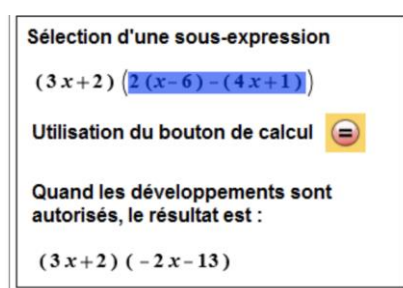 Sélection d'une sous-expression
(3x+2)(2(x-6)-(4x+1))
Utilisation du bouton de calcul =
Quand les développements sont
autorisés, le résultat est :
(3x+2)(-2x-13)